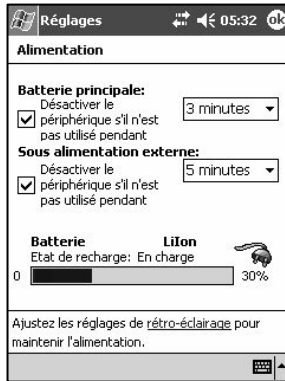 Réglages 05:32 ok
Alimentation
Batterie principale:
Désactiver le
périphérique s'il n'est
pas utilisé pendant
3 minutes
Sous alimentation externe:
Désactiver le
périphérique s'il n'est
pas utilisé pendant
5 minutes
Batterie LiIon
Etat de recharge: En charge
0 30%
Ajustez les réglages de rétro-éclairage pour
maintenir l'alimentation.